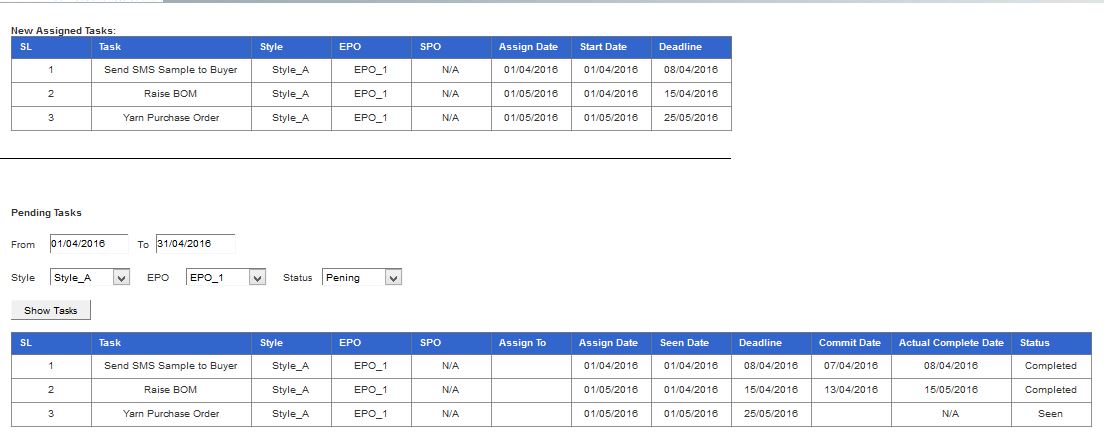 New Assigned Tasks:
SL Task Style EPO SPO Assign Date Start Date Deadline
1 Send SMS Sample to Buyer Style_A EPO_1 N/A 01/04/2016 01/04/2016 08/04/2016
2 Raise BOM Style_A EPO_1 N/A 01/05/2016 01/04/2016 15/04/2016
3 Yarn Purchase Order Style_A EPO_1 N/A 01/05/2016 01/05/2016 25/05/2016
Pending Tasks
From 01/04/2016 To 31/04/2016
Style Style_A EPO EPO_1 Status Pening
Show Tasks
SL Task Style EPO SPO Assign To Assign Date Seen Date Deadline Commit Date Actual Complete Date Status
1 Send SMS Sample to Buyer Style_A EPO_1 N/A 01/04/2016 01/04/2016 08/04/2016 07/04/2016 08/04/2016 Completed
2 Raise BOM Style_A EPO_1 N/A 01/05/2016 01/04/2016 15/04/2016 13/04/2016 15/05/2016 Completed
3 Yarn Purchase Order Style_A EPO_1 N/A 01/05/2016 01/05/2016 25/05/2016 N/A Seen